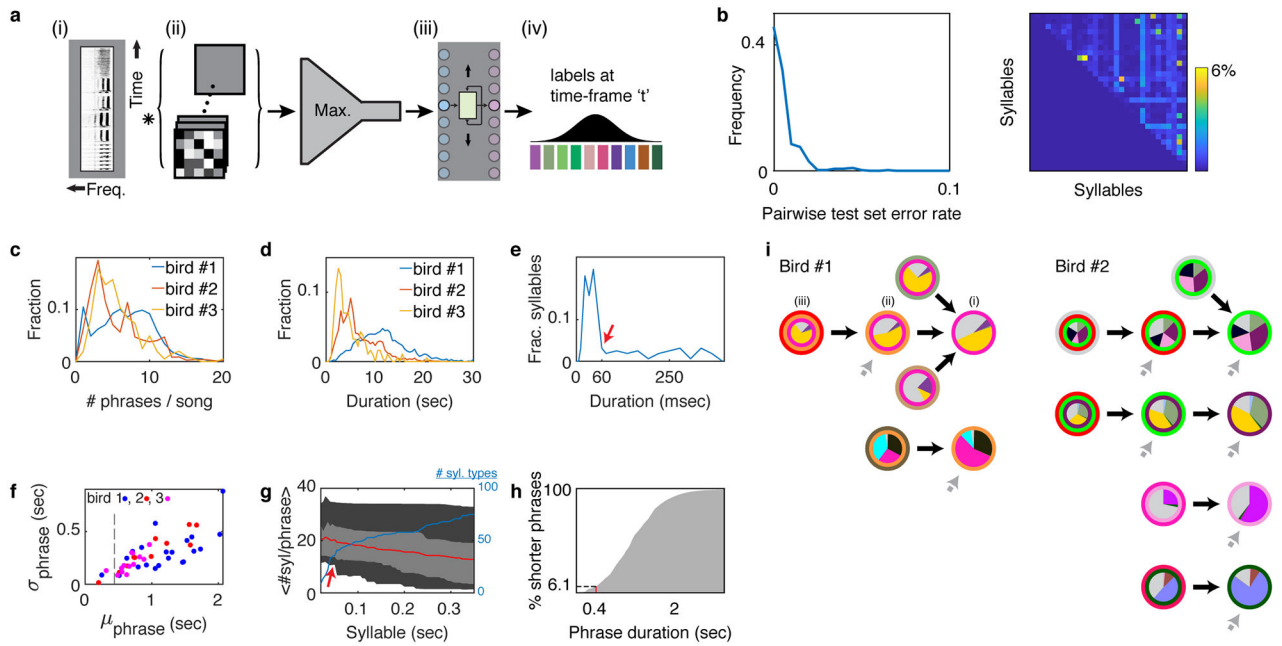 a
(i)
Time
Freq.
*
(ii)
Max.
(iii)
(iv)
labels at
time-frame ‘t’
b
Frequency
0.4
0
0
0.1
Pairwise test set error rate
Syllables
6%
Syllables
c
Fraction
0.1
0
bird #1
bird #2
bird #3
0
10
20
# phrases / song
d
Fraction
0.1
0
bird #1
bird #2
bird #3
0
10
20
30
Duration (sec)
e
Frac. syllables
0.1
0
0
60
250
Duration (msec)
f
bird 1, 2, 3
σphrase (sec)
0.5
0
0
1
2
μphrase (sec)
g
# syl. types
<#syl/phrase>
40
20
0
100
50
0
0.1
0.2
0.3
Syllable (sec)
h
% shorter phrases
100
6.1
0.4
2
Phrase duration (sec)
i
Bird #1
(iii)
(ii)
(i)
Bird #2